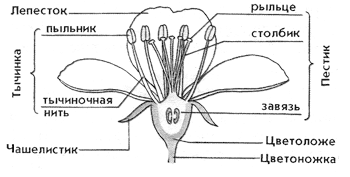 Лепесток
рыльце
пыльник
столбик
Тычинка
Пестик
тычиночная
нить
завязь
Чашелистик
Цветоложе
Цветоножка